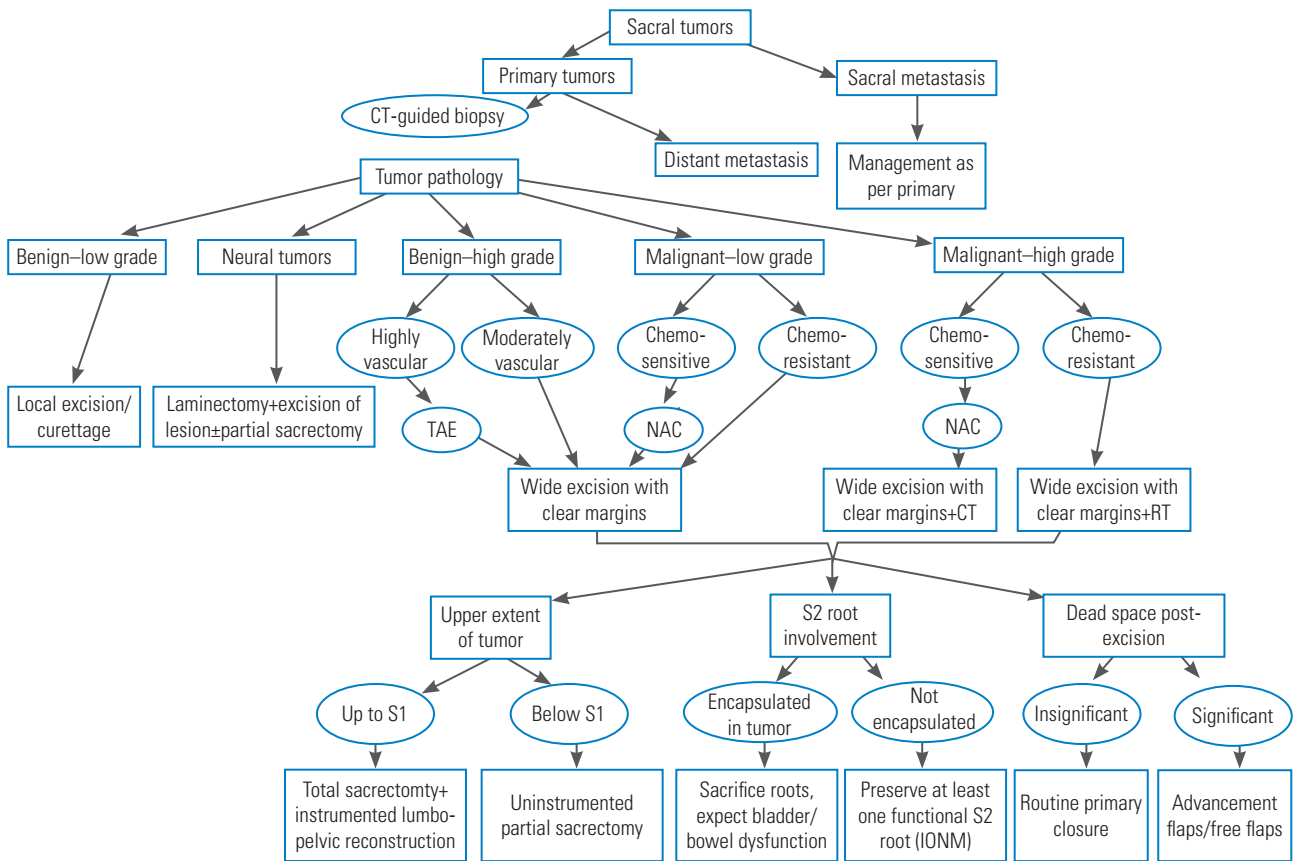 Sacral tumors
Primary tumors
Sacral metastasis
CT-guided biopsy
Distant metastasis
Management as
per primary
Tumor pathology
Benign–low grade
Neural tumors
Benign–high grade
Malignant–low grade
Malignant–high grade
Highly
vascular
Moderately
vascular
Chemo-
sensitive
Chemo-
resistant
Chemo-
sensitive
Chemo-
resistant
Local excision/
curettage
Laminectomy+excision of
lesion±partial sacrectomy
TAE
NAC
NAC
Wide excision with
clear margins
Wide excision with
clear margins+CT
Wide excision with
clear margins+RT
Upper extent
of tumor
S2 root
involvement
Dead space post-
excision
Up to S1
Below S1
Encapsulated
in tumor
Not
encapsulated
Insignificant
Significant
Total sacrectomty+
instrumented lumbo-
pelvic reconstruction
Uninstrumented
partial sacrectomy
Sacrifice roots,
expect bladder/
bowel dysfunction
Preserve at least
one functional S2
root (IONM)
Routine primary
closure
Advancement
flaps/free flaps